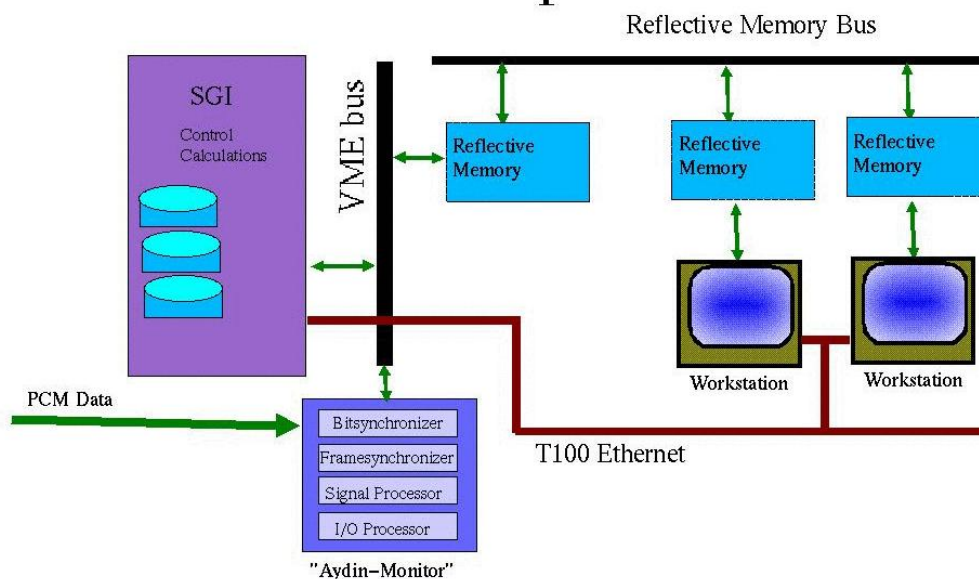 Reflective Memory Bus
SGI
Control
Calculations
VME bus
Reflective
Memory
Reflective
Memory
Reflective
Memory
Workstation
Workstation
PCM Data
Bitsynchronizer
Framesynchronizer
Signal Processor
I/O Processor
"Aydin-Monitor"
T100 Ethernet